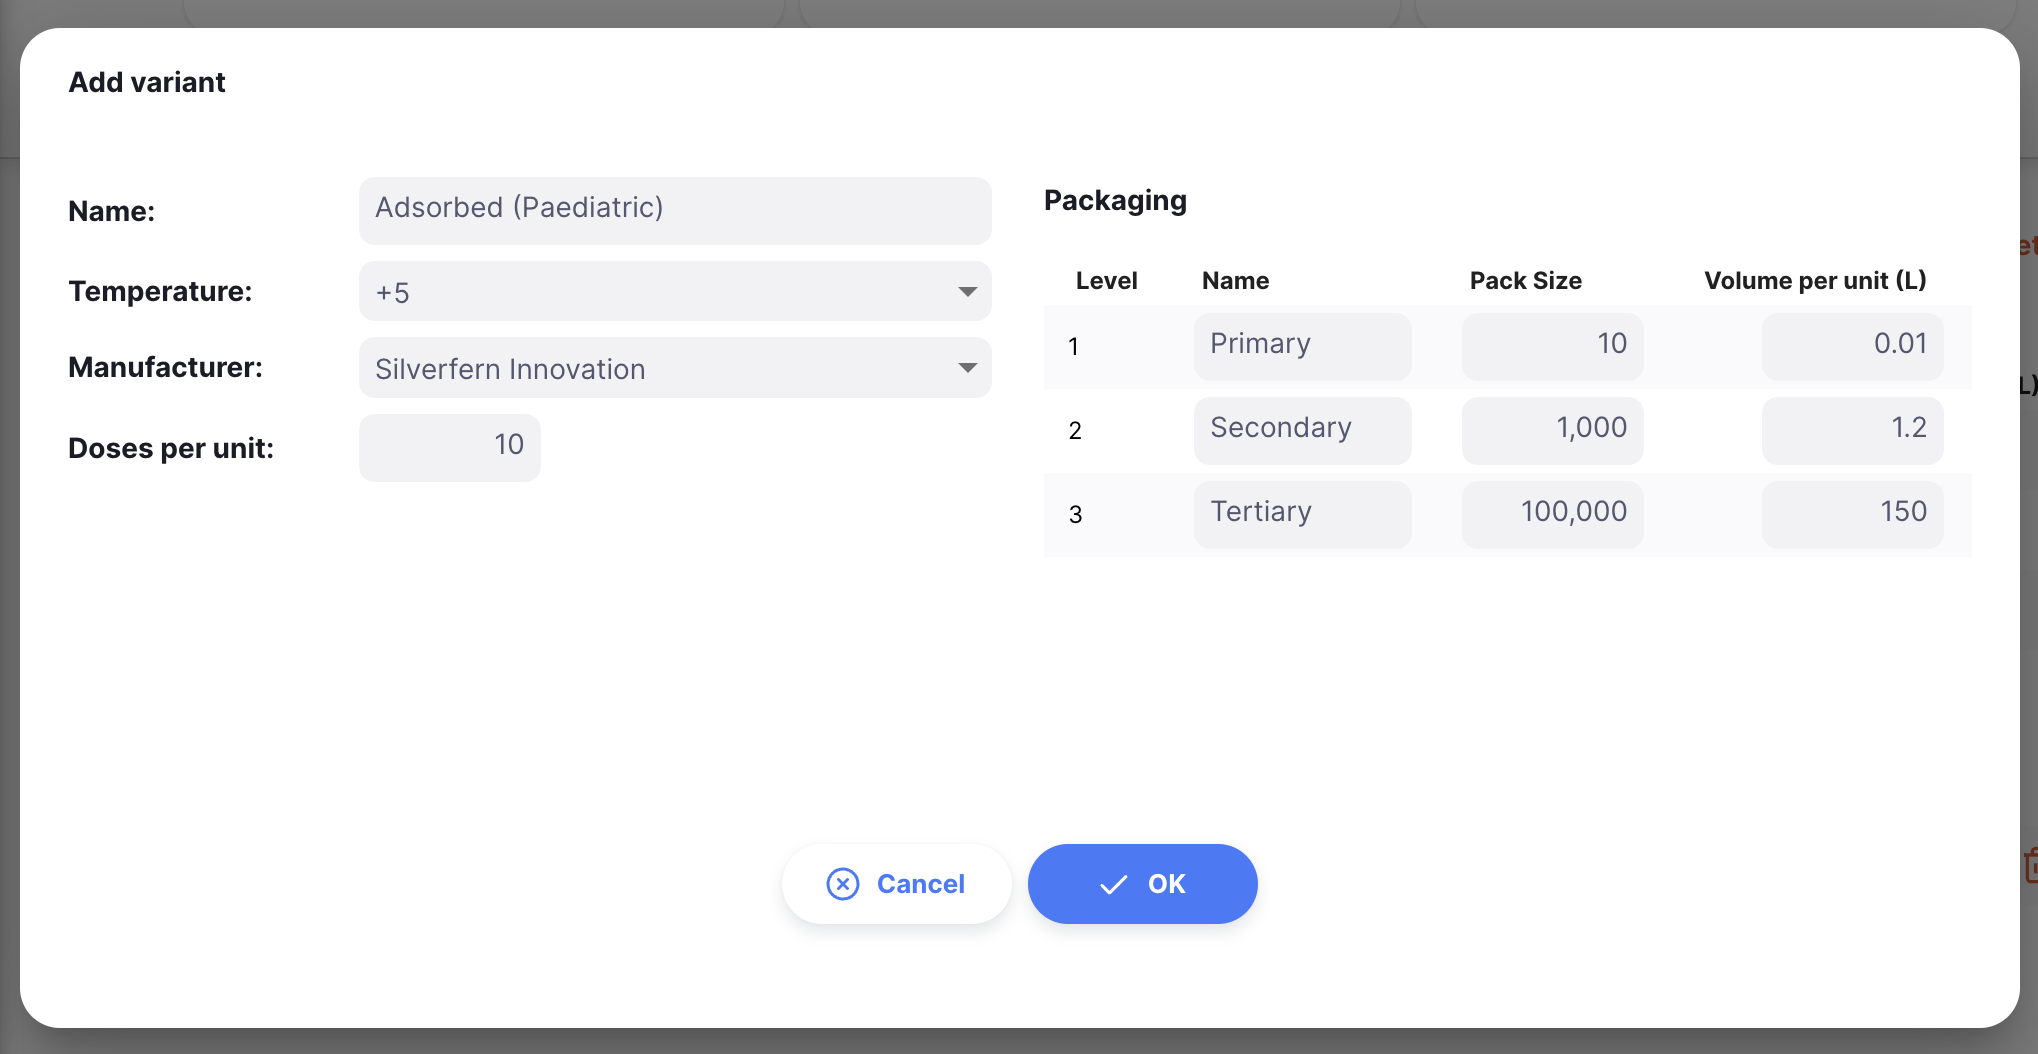 Add variant
Name: Adsorbed (Paediatric)
Temperature: +5
Manufacturer: Silverfern Innovation
Doses per unit: 10
Packaging
Level Name Pack Size Volume per unit (L)
1 Primary 10 0.01
2 Secondary 1,000 1.2
3 Tertiary 100,000 150
Cancel OK
et
L)